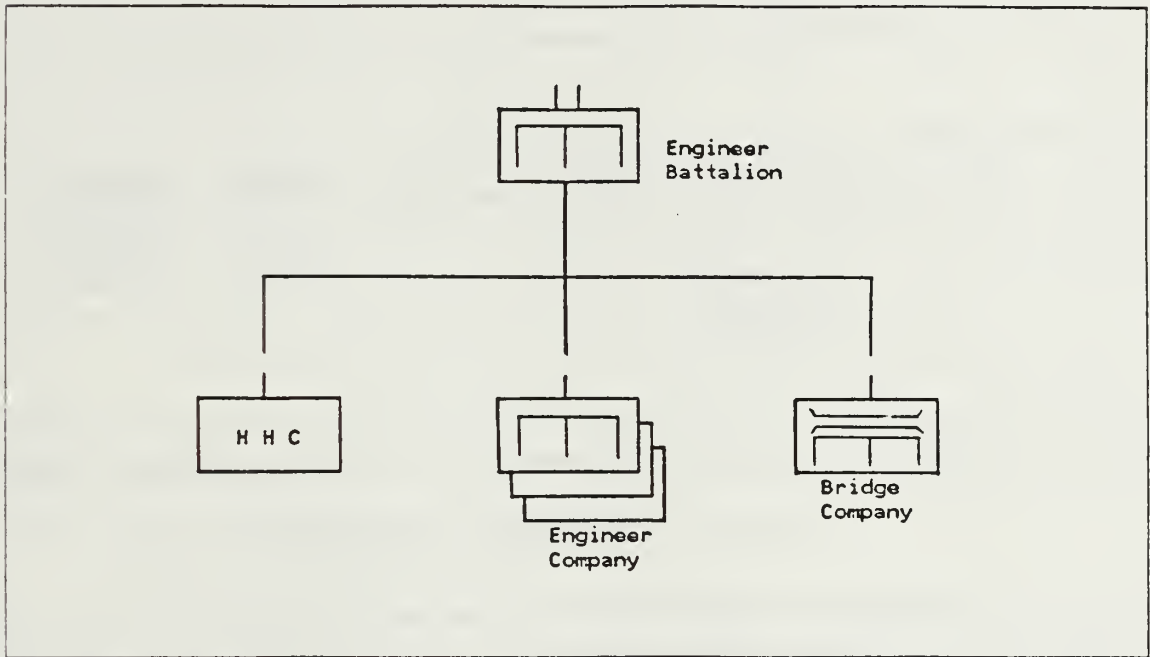 Engineer
Battalion
H H C
Engineer
Company
Bridge
Company